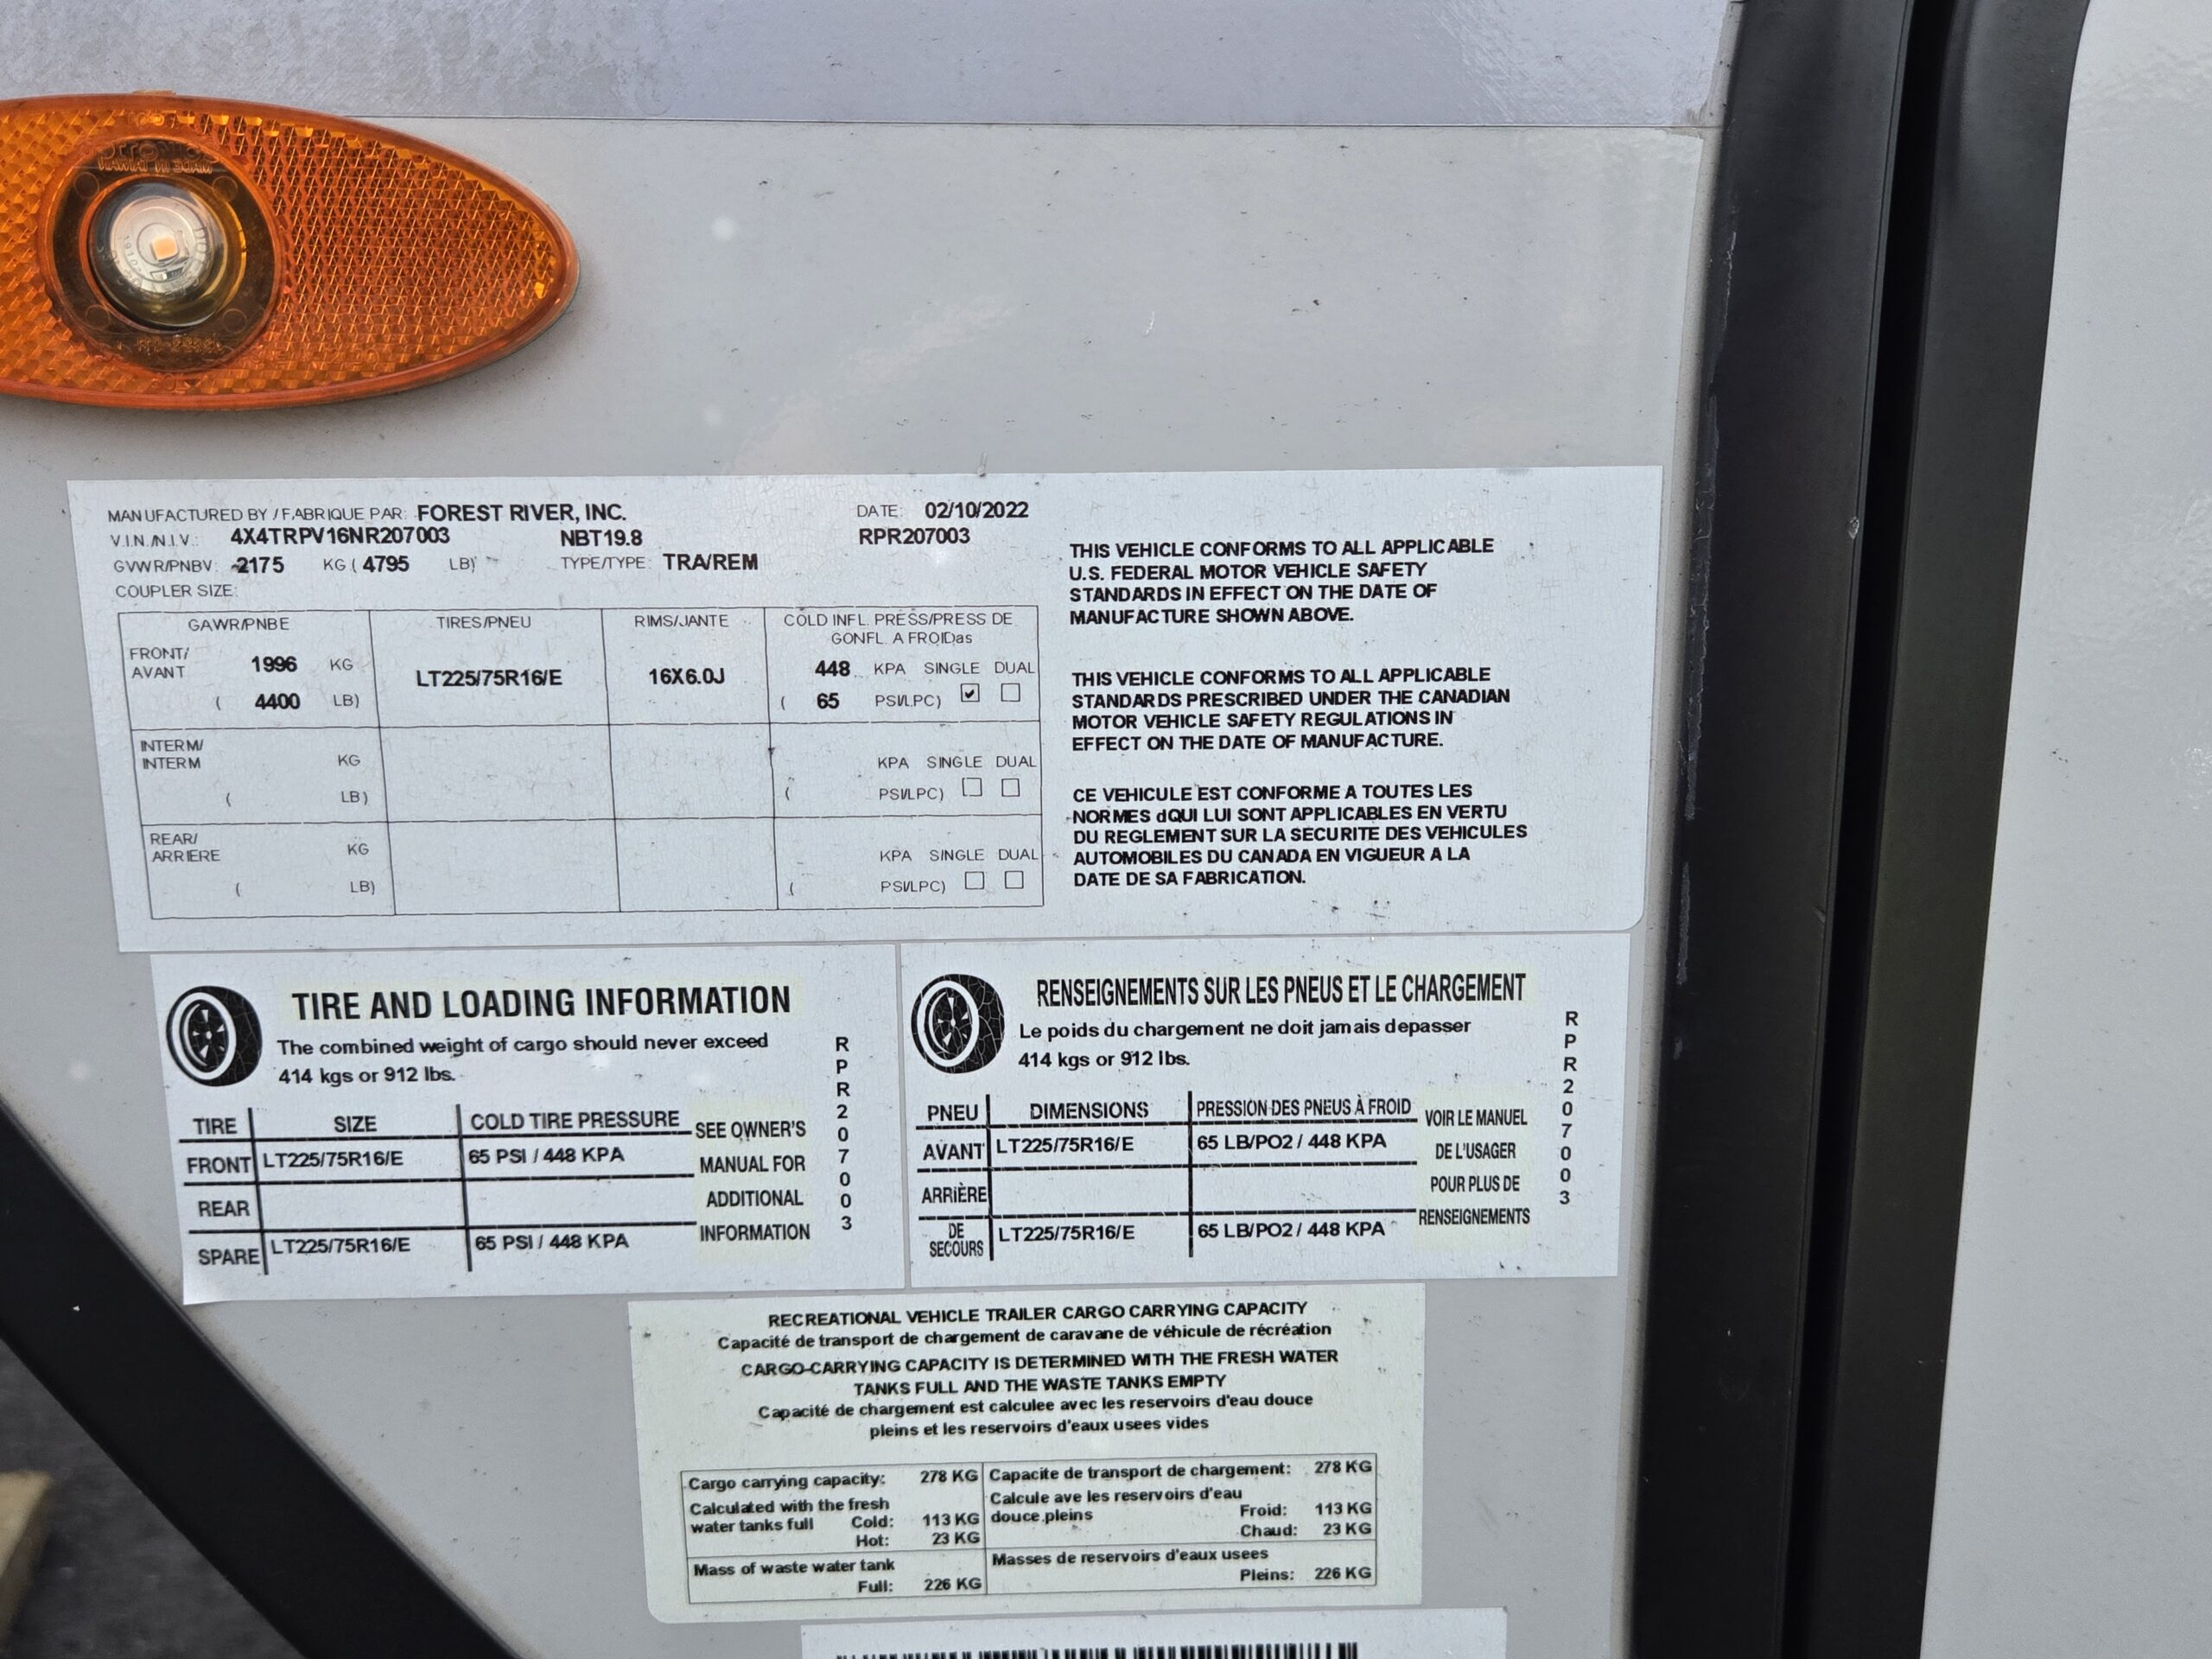 MADE IN TAIWAN
MANUFACTURED BY / FABRIQUE PAR: FOREST RIVER, INC. DATE: 02/10/2022
V.I.N./N.I.V.: 4X4TRPV16NR207003 NBT19.8 RPR207003
GVWR/PNBV: 2175 KG ( 4795 LB) TYPE/TYPE: TRA/REM
COUPLER SIZE:
GAWR/PNBE TIRES/PNEU RIMS/JANTE COLD INFL. PRESS/PRESS DE
GONFL. A FROIDas
FRONT/
AVANT 1996 KG LT225/75R16/E 16X6.0J 448 KPA SINGLE DUAL
( 4400 LB) ( 65 PSI/LPC) ✔ ☐
INTERM/
INTERM KG KPA SINGLE DUAL
( LB) ( PSI/LPC) ☐ ☐
REAR/
ARRIERE KG KPA SINGLE DUAL
( LB) ( PSI/LPC) ☐ ☐
THIS VEHICLE CONFORMS TO ALL APPLICABLE
U.S. FEDERAL MOTOR VEHICLE SAFETY
STANDARDS IN EFFECT ON THE DATE OF
MANUFACTURE SHOWN ABOVE.
THIS VEHICLE CONFORMS TO ALL APPLICABLE
STANDARDS PRESCRIBED UNDER THE CANADIAN
MOTOR VEHICLE SAFETY REGULATIONS IN
EFFECT ON THE DATE OF MANUFACTURE.
CE VEHICULE EST CONFORME A TOUTES LES
NORMES dQUI LUI SONT APPLICABLES EN VERTU
DU REGLEMENT SUR LA SECURITE DES VEHICULES
AUTOMOBILES DU CANADA EN VIGUEUR A LA
DATE DE SA FABRICATION.
TIRE AND LOADING INFORMATION
The combined weight of cargo should never exceed
414 kgs or 912 lbs.
TIRE SIZE COLD TIRE PRESSURE
FRONT LT225/75R16/E 65 PSI / 448 KPA
REAR
SPARE LT225/75R16/E 65 PSI / 448 KPA
SEE OWNER'S
MANUAL FOR
ADDITIONAL
INFORMATION
RPR207003
RENSEIGNEMENTS SUR LES PNEUS ET LE CHARGEMENT
Le poids du chargement ne doit jamais depasser
414 kgs or 912 lbs.
PNEU DIMENSIONS PRESSION DES PNEUS À FROID
AVANT LT225/75R16/E 65 LB/PO2 / 448 KPA
ARRIÈRE
DE
SECOURS LT225/75R16/E 65 LB/PO2 / 448 KPA
VOIR LE MANUEL
DE L'USAGER
POUR PLUS DE
RENSEIGNEMENTS
RPR207003
RECREATIONAL VEHICLE TRAILER CARGO CARRYING CAPACITY
Capacité de transport de chargement de caravane de véhicule de récréation
CARGO-CARRYING CAPACITY IS DETERMINED WITH THE FRESH WATER
TANKS FULL AND THE WASTE TANKS EMPTY
Capacité de chargement est calculee avec les reservoirs d'eau douce
pleins et les reservoirs d'eaux usees vides
Cargo carrying capacity: 278 KG
Calculated with the fresh
water tanks full Cold: 113 KG
Hot: 23 KG
Mass of waste water tank
Full: 226 KG
Capacite de transport de chargement: 278 KG
Calcule ave les reservoirs d'eau
douce pleins Froid: 113 KG
Chaud: 23 KG
Masses de reservoirs d'eaux usees
Pleins: 226 KG